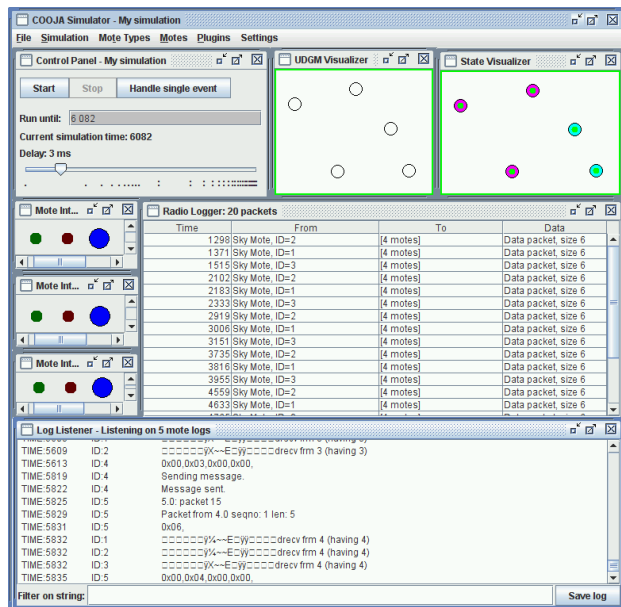 COOJA Simulator - My simulation
File Simulation Mote Types Motes Plugins Settings
Control Panel - My simulation
Start Stop Handle single event
Run until: 6 082
Current simulation time: 6082
Delay: 3 ms
UDGM Visualizer
State Visualizer
Mote Int...
Mote Int...
Mote Int...
Radio Logger: 20 packets
Time From To Data
1298 Sky Mote, ID=2 [4 motes] Data packet, size 6
1371 Sky Mote, ID=1 [4 motes] Data packet, size 6
1515 Sky Mote, ID=3 [4 motes] Data packet, size 6
2102 Sky Mote, ID=2 [4 motes] Data packet, size 6
2183 Sky Mote, ID=1 [4 motes] Data packet, size 6
2333 Sky Mote, ID=3 [4 motes] Data packet, size 6
2919 Sky Mote, ID=2 [4 motes] Data packet, size 6
3006 Sky Mote, ID=1 [4 motes] Data packet, size 6
3151 Sky Mote, ID=3 [4 motes] Data packet, size 6
3735 Sky Mote, ID=2 [4 motes] Data packet, size 6
3816 Sky Mote, ID=1 [4 motes] Data packet, size 6
3955 Sky Mote, ID=3 [4 motes] Data packet, size 6
4559 Sky Mote, ID=2 [4 motes] Data packet, size 6
4633 Sky Mote, ID=1 [4 motes] Data packet, size 6
Log Listener - Listening on 5 mote logs
TIME:5609 ID:2 □□□□□□ÿX~~E□ÿÿ□□□□drecv frm 3 (having 3)
TIME:5613 ID:4 0x00,0x03,0x00,0x00,
TIME:5819 ID:4 Sending message.
TIME:5822 ID:4 Message sent.
TIME:5825 ID:5 5.0: packet 15
TIME:5829 ID:5 Packet from 4.0 seqno: 1 len: 5
TIME:5831 ID:5 0x06,
TIME:5832 ID:1 □□□□□□ÿ¼~~E□ÿÿ□□□□drecv frm 4 (having 4)
TIME:5832 ID:2 □□□□□□ÿ¼~~E□ÿÿ□□□□drecv frm 4 (having 4)
TIME:5832 ID:3 □□□□□□ÿX~~E□ÿÿ□□□□drecv frm 4 (having 4)
TIME:5835 ID:5 0x00,0x04,0x00,0x00,
Filter on string: Save log